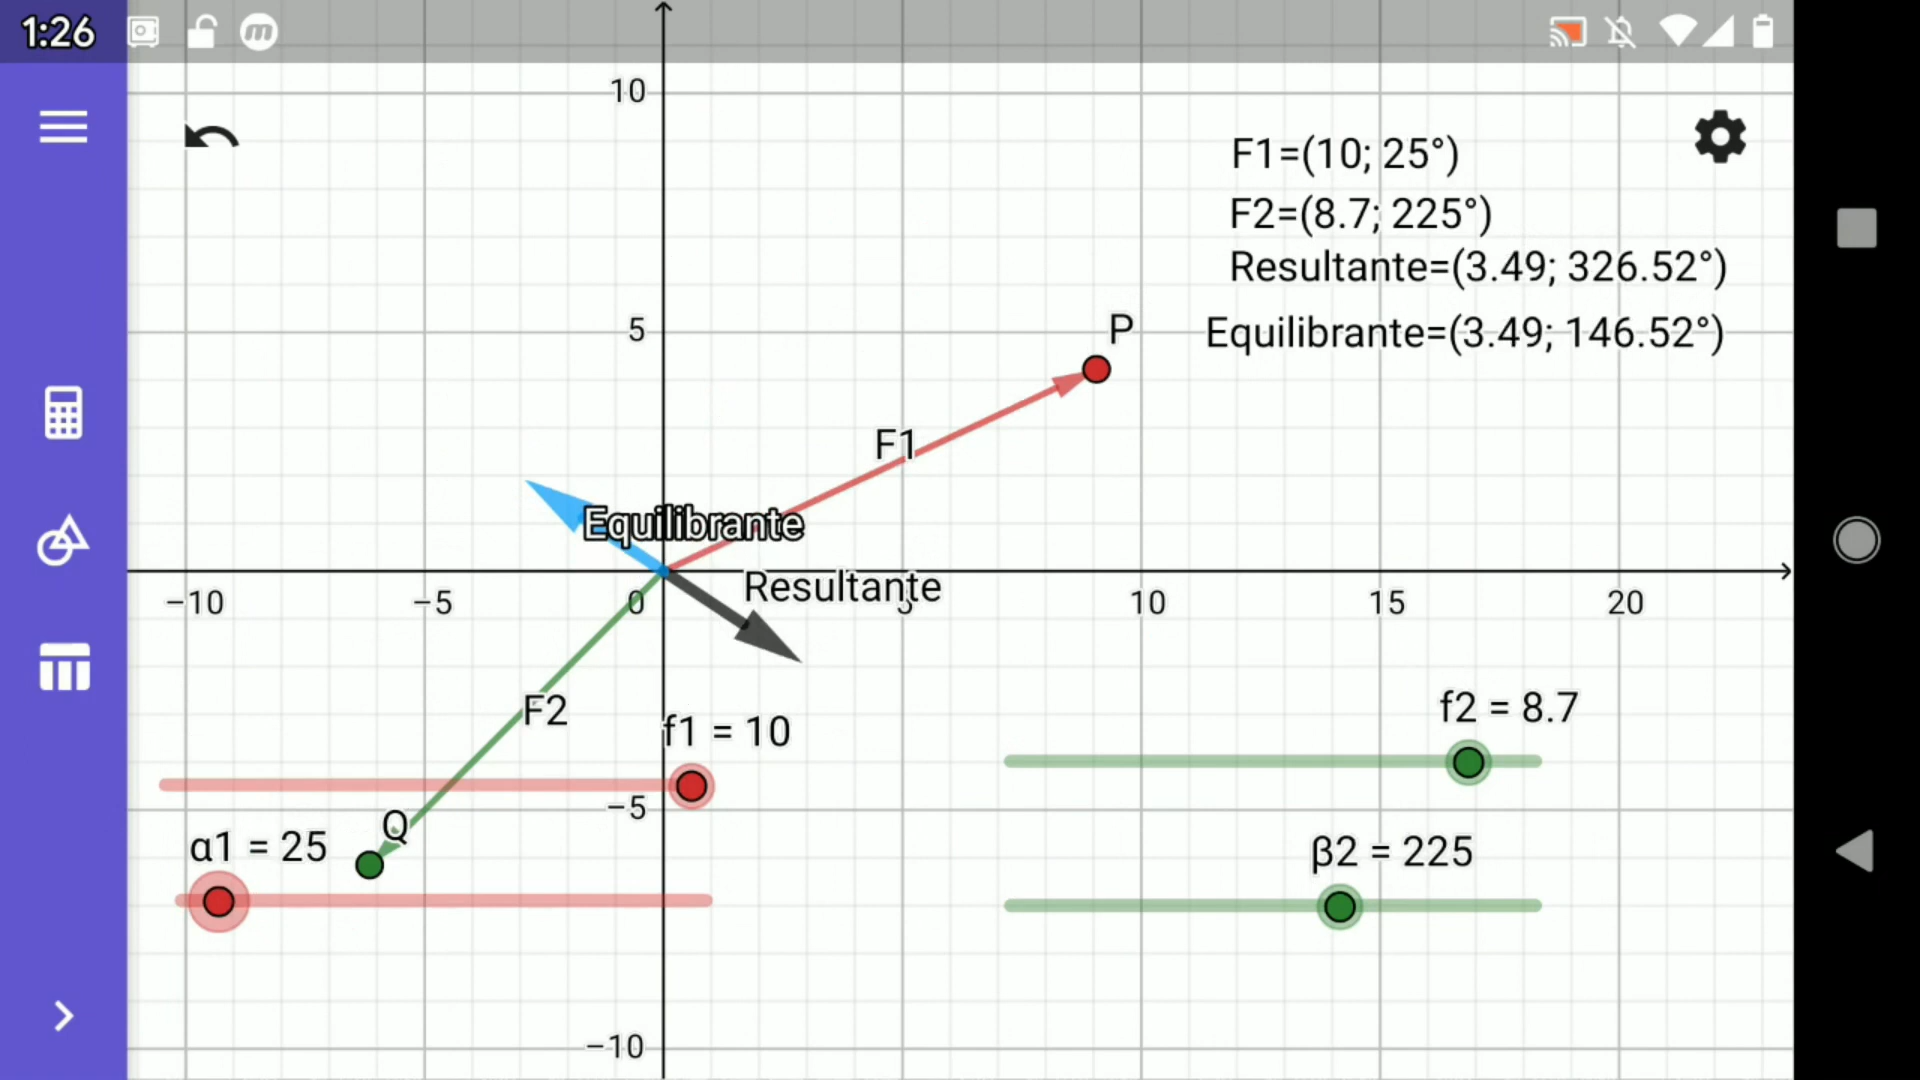 1:26
10
F1=(10; 25°)
F2=(8.7; 225°)
Resultante=(3.49; 326.52°)
5
P
Equilibrante=(3.49; 146.52°)
F1
Equilibrante
Resultante
−10
−5
0
5
10
15
20
F2
f1 = 10
f2 = 8.7
−5
Q
α1 = 25
β2 = 225
−10